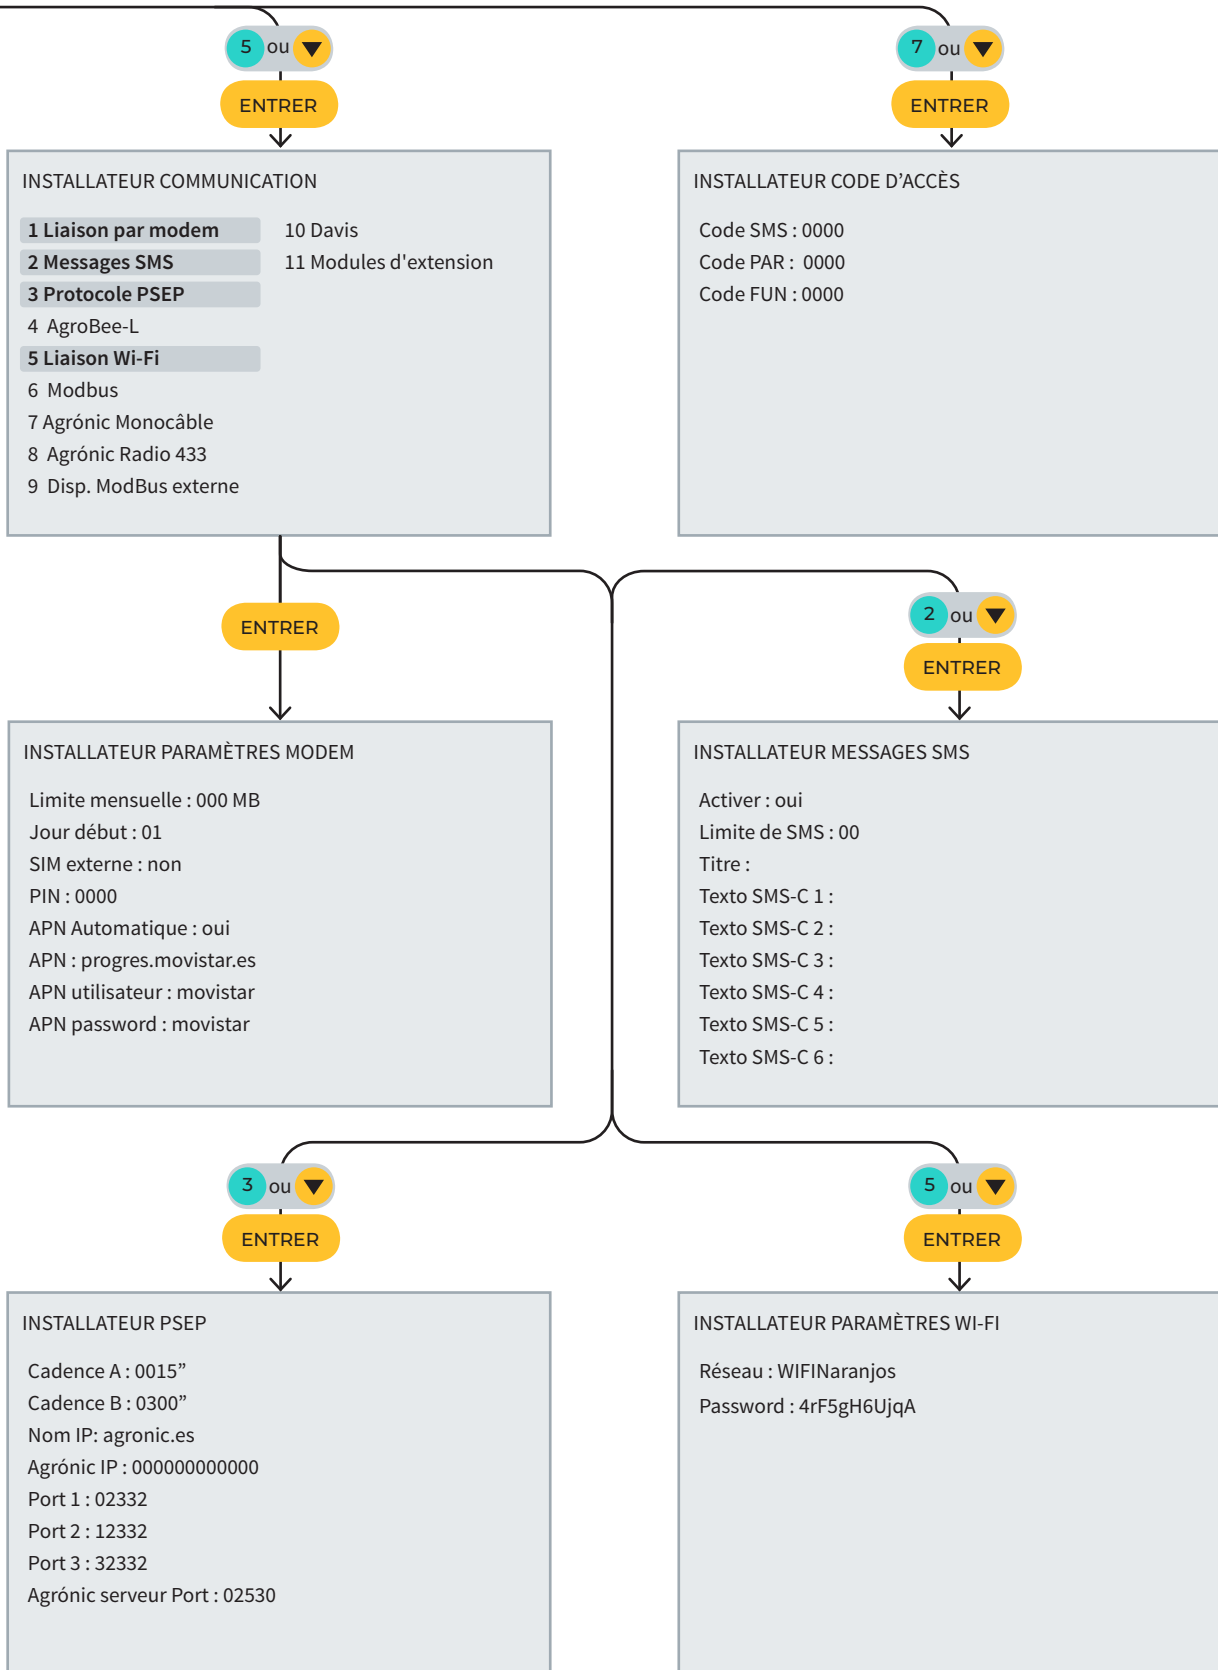 5 ou
ENTRER
7 ou
ENTRER
INSTALLATEUR COMMUNICATION
1 Liaison par modem
2 Messages SMS
3 Protocole PSEP
4 AgroBee-L
5 Liaison Wi-Fi
6 Modbus
7 Agrónic Monocâble
8 Agrónic Radio 433
9 Disp. ModBus externe
10 Davis
11 Modules d'extension
INSTALLATEUR CODE D’ACCÈS
Code SMS : 0000
Code PAR : 0000
Code FUN : 0000
ENTRER
2 ou
ENTRER
INSTALLATEUR PARAMÈTRES MODEM
Limite mensuelle : 000 MB
Jour début : 01
SIM externe : non
PIN : 0000
APN Automatique : oui
APN : progres.movistar.es
APN utilisateur : movistar
APN password : movistar
INSTALLATEUR MESSAGES SMS
Activer : oui
Limite de SMS : 00
Titre :
Texto SMS-C 1 :
Texto SMS-C 2 :
Texto SMS-C 3 :
Texto SMS-C 4 :
Texto SMS-C 5 :
Texto SMS-C 6 :
3 ou
ENTRER
5 ou
ENTRER
INSTALLATEUR PSEP
Cadence A : 0015”
Cadence B : 0300”
Nom IP: agronic.es
Agrónic IP : 000000000000
Port 1 : 02332
Port 2 : 12332
Port 3 : 32332
Agrónic serveur Port : 02530
INSTALLATEUR PARAMÈTRES WI-FI
Réseau : WIFINaranjos
Password : 4rF5gH6UjqA